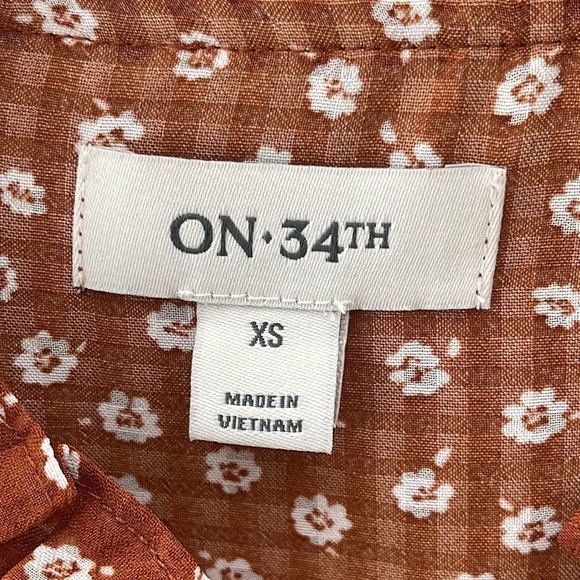 ON·34TH
XS
MADE IN
VIETNAM